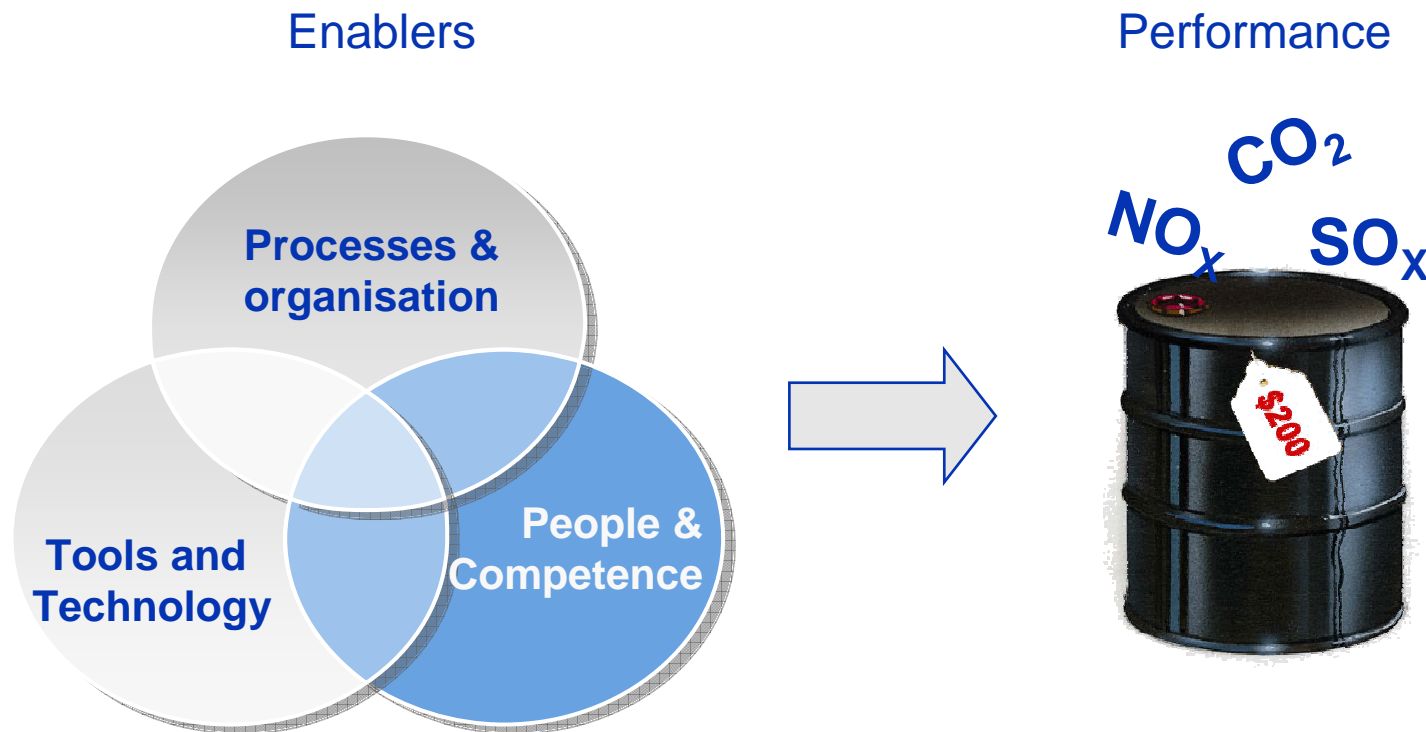 Enablers
Performance
Processes &
organisation
Tools and
Technology
People &
Competence
CO₂
NOₓ
SOₓ
$200